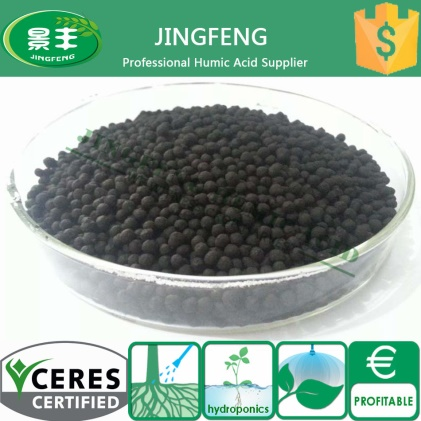 景丰
JINGFENG
JINGFENG
Professional Humic Acid Supplier
$
CERES
CERTIFIED
hydroponics
€
PROFITABLE